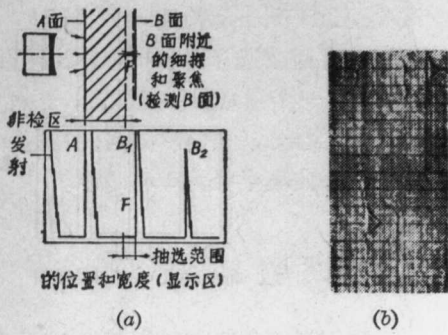 A面
B面
B面附近
的细探
和聚焦
(检测B面)
F
非检区
发
射
A
B₁
B₂
F
抽选范围
的位置和宽度(显示区)
(a)
(b)